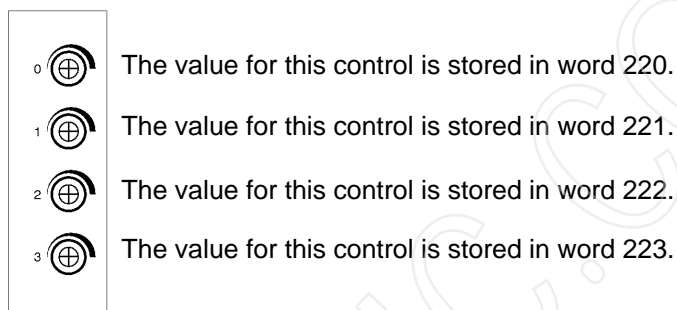 0 The value for this control is stored in word 220.
1 The value for this control is stored in word 221.
2 The value for this control is stored in word 222.
3 The value for this control is stored in word 223.